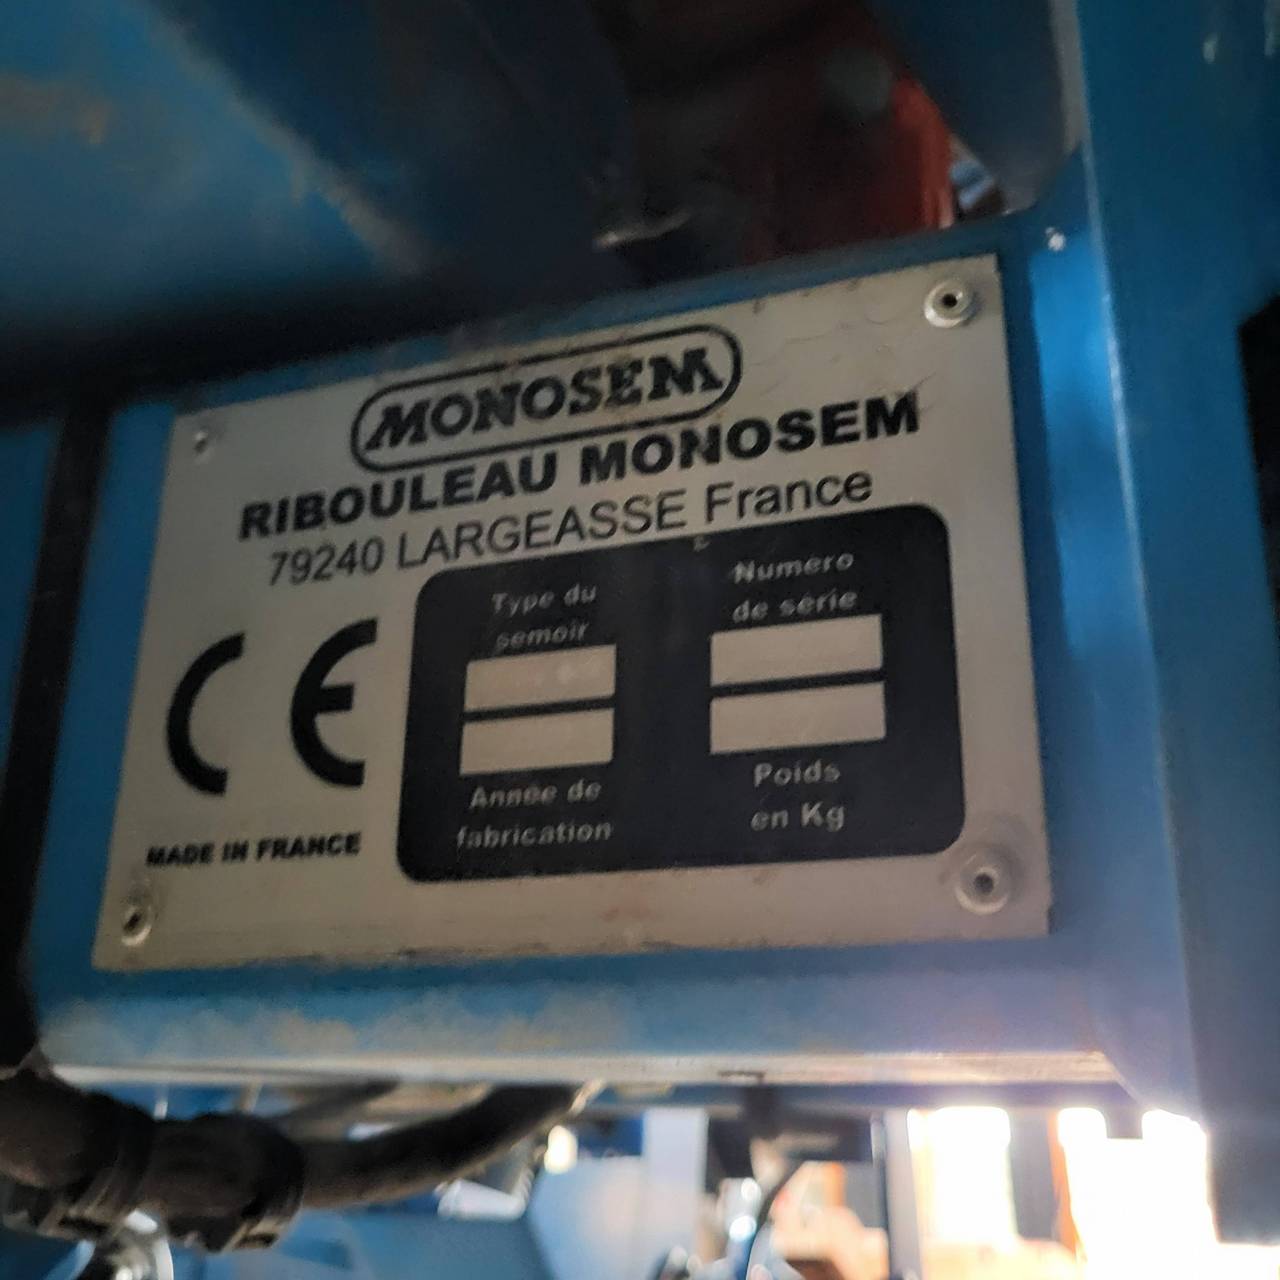 MONOSEM
RIBOULEAU MONOSEM
79240 LARGEASSE France
Type du
semoir
Numero
de série
Année de
fabrication
Poids
en Kg
CE
MADE IN FRANCE